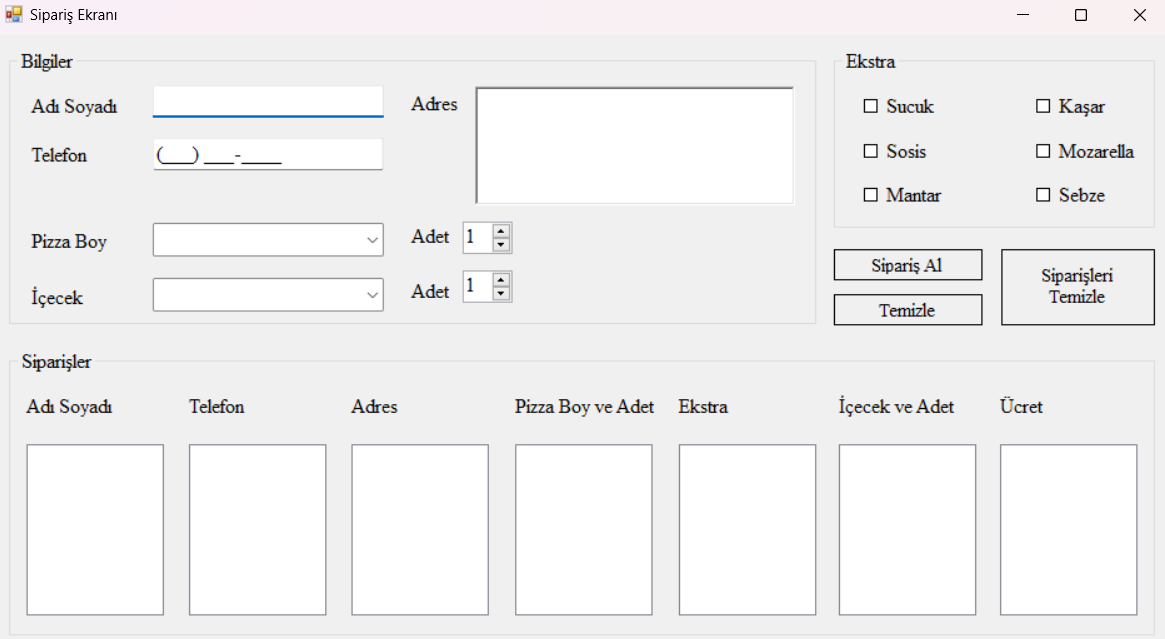 Sipariş Ekranı
Bilgiler
Adı Soyadı
Adres
Telefon
(___) ___-____
Pizza Boy
Adet 1
İçecek
Adet 1
Ekstra
Sucuk
Kaşar
Sosis
Mozarella
Mantar
Sebze
Sipariş Al
Temizle
Siparişleri
Temizle
Siparişler
Adı Soyadı
Telefon
Adres
Pizza Boy ve Adet
Ekstra
İçecek ve Adet
Ücret